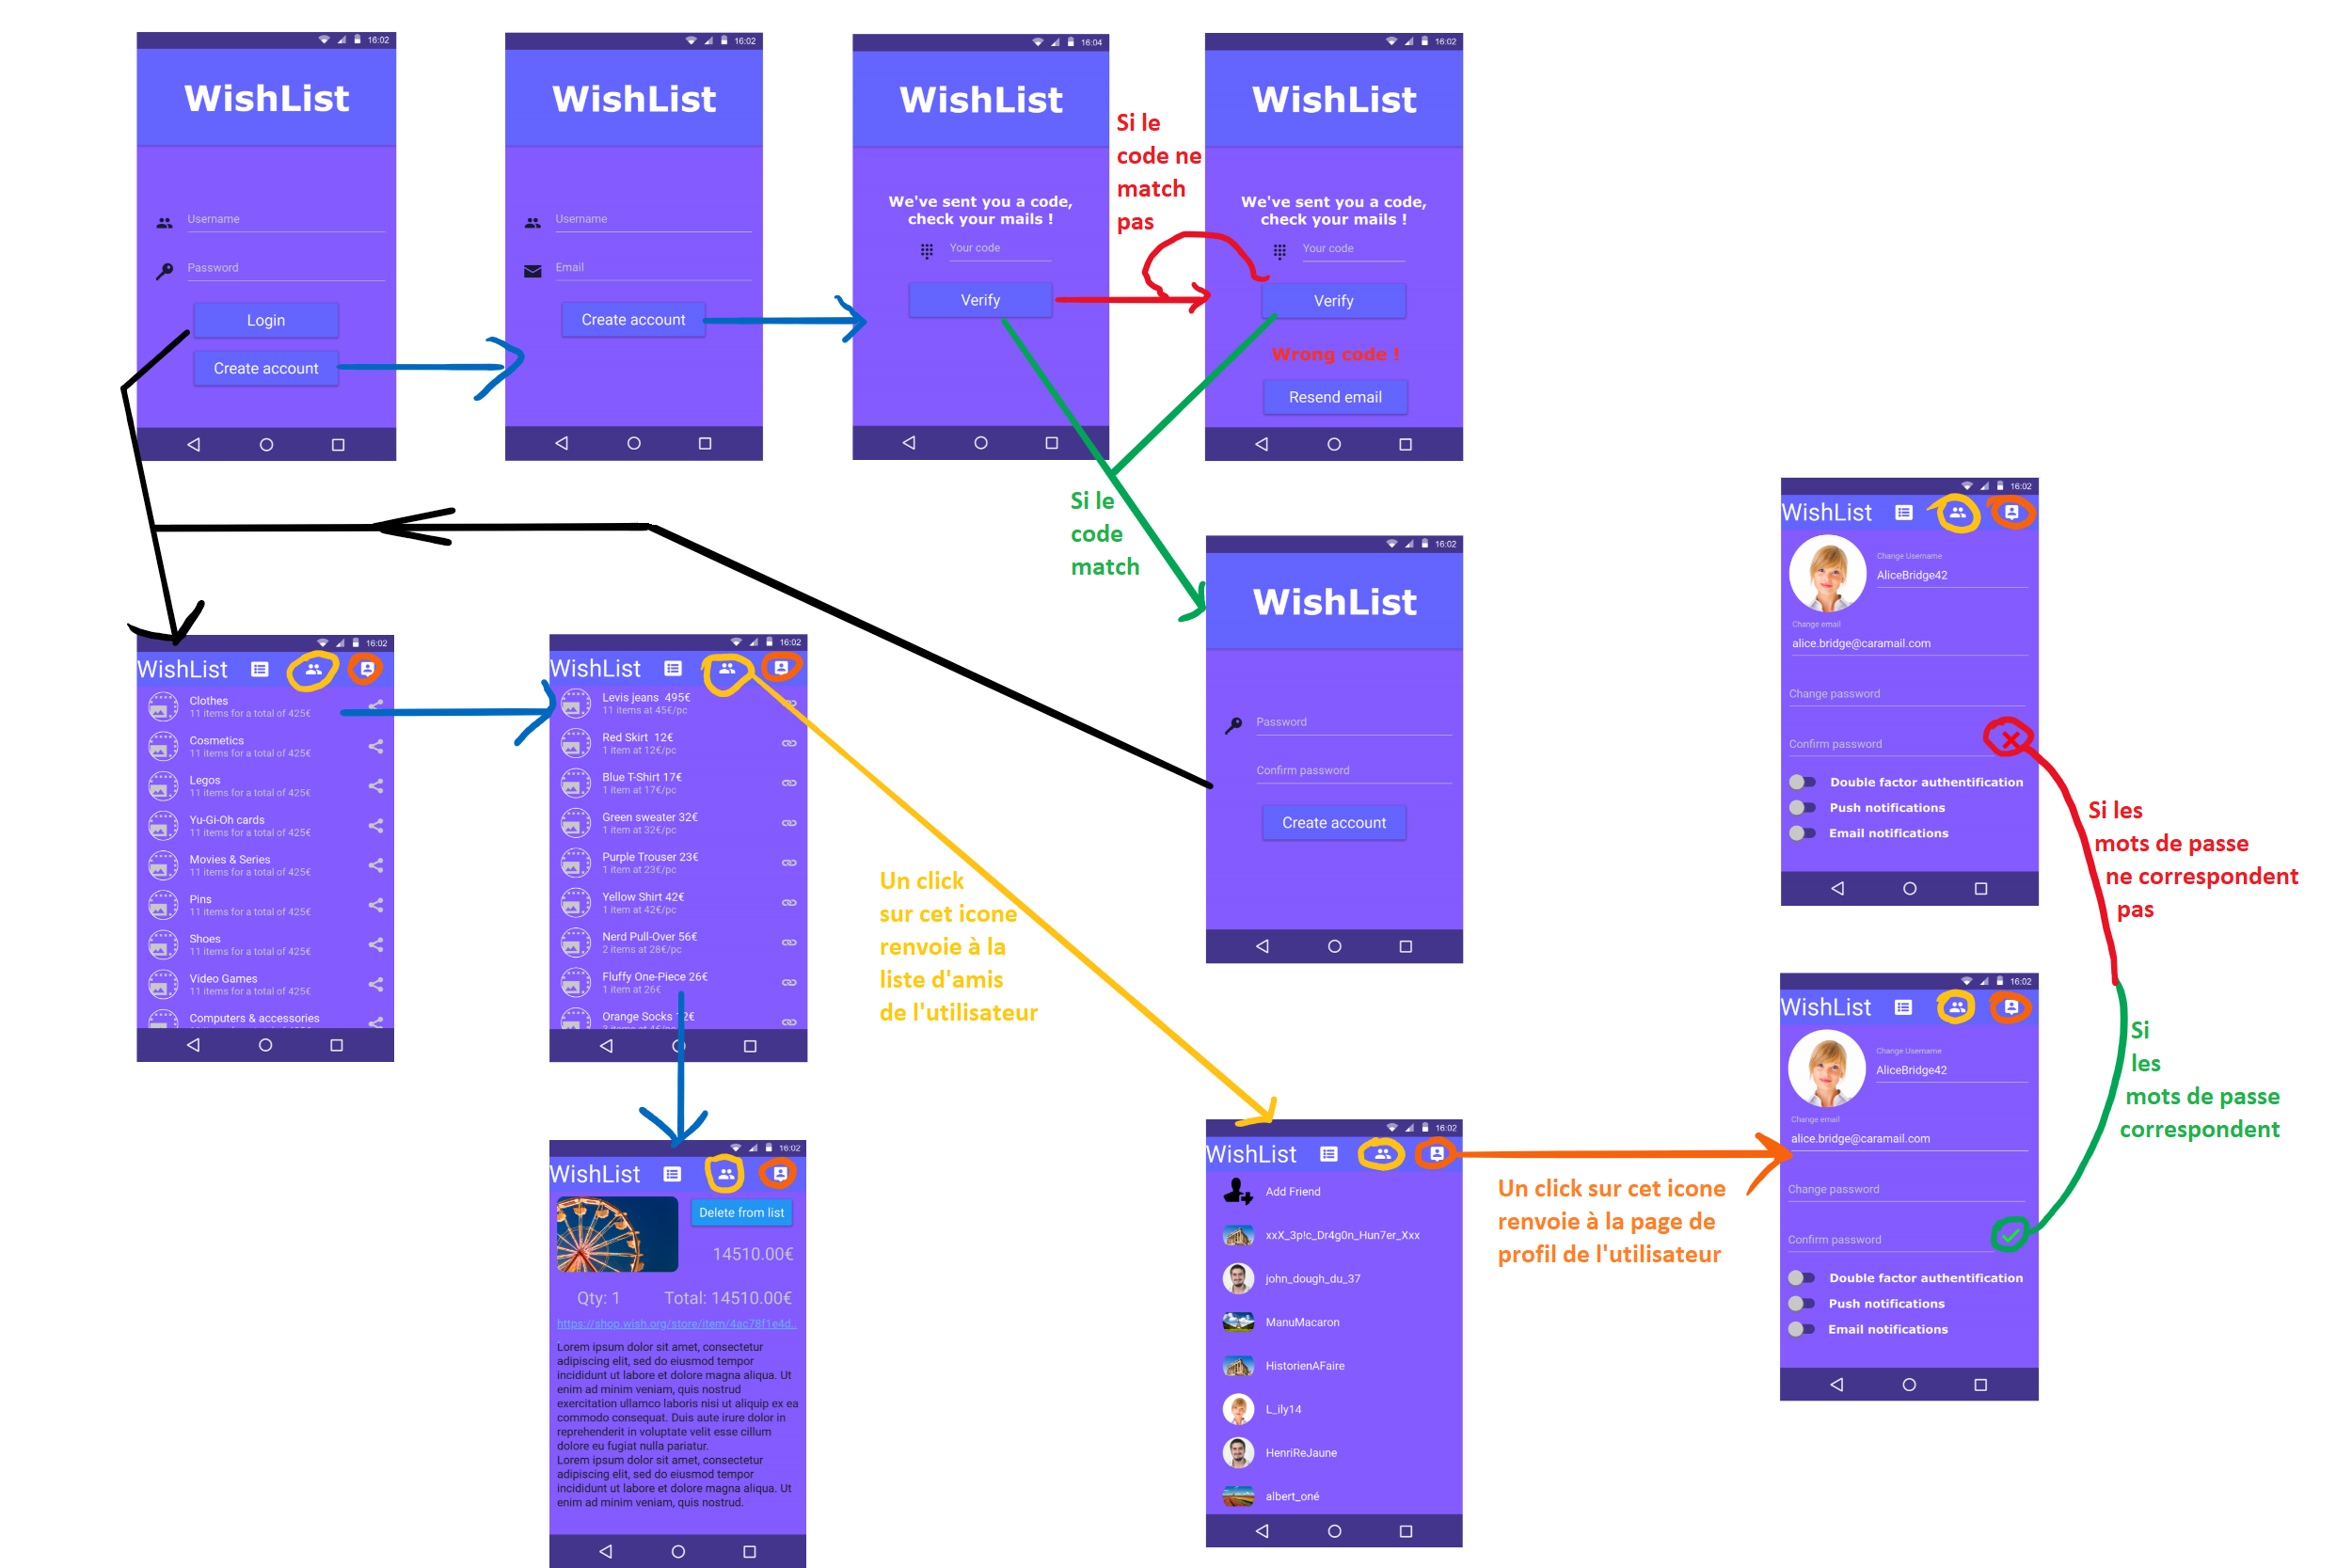 16:02
WishList
Username
Password
Login
Create account
16:02
WishList
Username
Email
Create account
16:04
WishList
We've sent you a code,
check your mails !
Your code
Verify
Si le
code ne
match
pas
16:02
WishList
We've sent you a code,
check your mails !
Your code
Verify
Wrong code !
Resend email
Si le
code
match
16:02
WishList
Password
Confirm password
Create account
16:02
WishList
Clothes
11 items for a total of 425€
Cosmetics
11 items for a total of 425€
Legos
11 items for a total of 425€
Yu-Gi-Oh cards
11 items for a total of 425€
Movies & Series
11 items for a total of 425€
Pins
11 items for a total of 425€
Shoes
11 items for a total of 425€
Video Games
11 items for a total of 425€
Computers & accessories
16:02
WishList
Levis jeans 495€
11 items at 45€/pc
Red Skirt 12€
1 item at 12€/pc
Blue T-Shirt 17€
1 item at 17€/pc
Green sweater 32€
1 item at 32€/pc
Purple Trouser 23€
1 item at 23€/pc
Yellow Shirt 42€
1 item at 42€/pc
Nerd Pull-Over 56€
2 items at 28€/pc
Fluffy One-Piece 26€
1 item at 26€
Orange Socks 12€
Un click
sur cet icone
renvoie à la
liste d'amis
de l'utilisateur
16:02
WishList
Delete from list
14510.00€
Qty: 1
Total: 14510.00€
https://shop.wish.org/store/item/4ac78f1e4d..
Lorem ipsum dolor sit amet, consectetur
adipiscing elit, sed do eiusmod tempor
incididunt ut labore et dolore magna aliqua. Ut
enim ad minim veniam, quis nostrud
exercitation ullamco laboris nisi ut aliquip ex ea
commodo consequat. Duis aute irure dolor in
reprehenderit in voluptate velit esse cillum
dolore eu fugiat nulla pariatur.
Lorem ipsum dolor sit amet, consectetur
adipiscing elit, sed do eiusmod tempor
incididunt ut labore et dolore magna aliqua. Ut
enim ad minim veniam, quis nostrud.
16:02
WishList
Add Friend
xxX_3p!c_Dr4g0n_Hun7er_Xxx
john_dough_du_37
ManuMacaron
HistorienAFaire
L_ily14
HenriReJaune
albert_oné
Un click sur cet icone
renvoie à la page de
profil de l'utilisateur
16:02
WishList
Change Username
AliceBridge42
Change email
alice.bridge@caramail.com
Change password
Confirm password
Double factor authentification
Push notifications
Email notifications
Si les
mots de passe
ne correspondent
pas
16:02
WishList
Change Username
AliceBridge42
Change email
alice.bridge@caramail.com
Change password
Confirm password
Double factor authentification
Push notifications
Email notifications
Si
les
mots de passe
correspondent